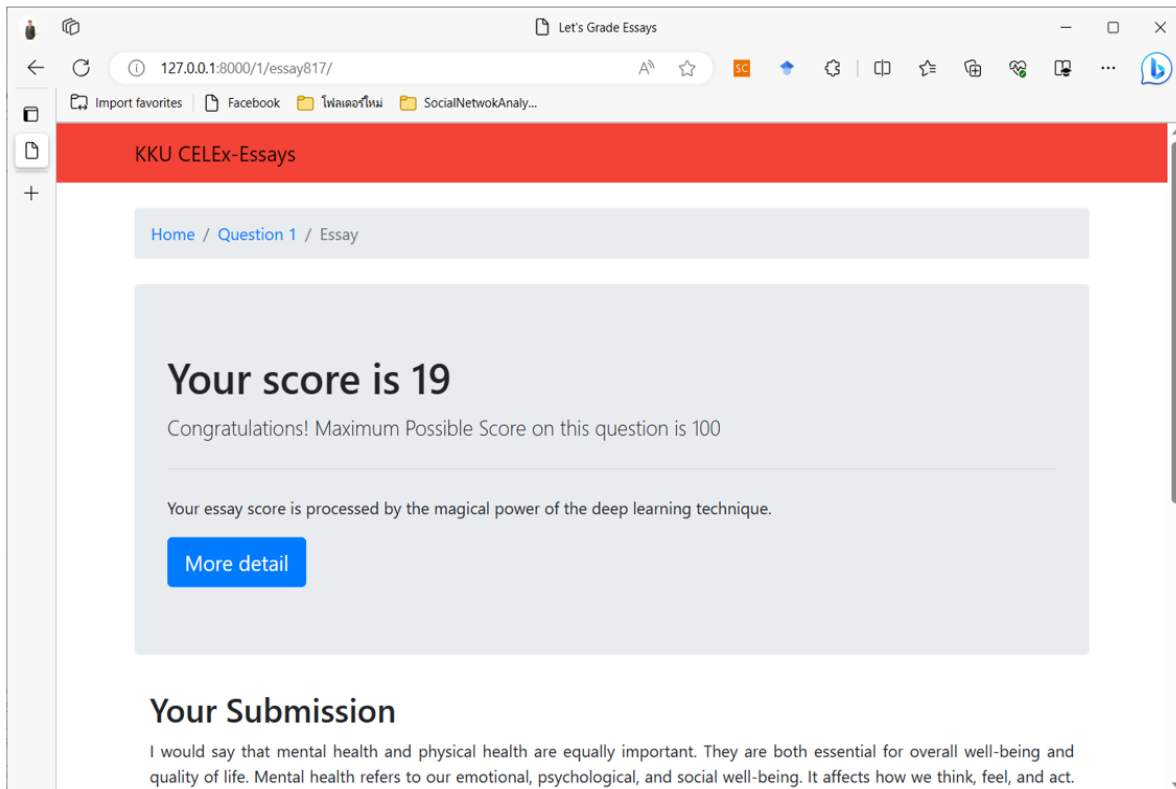 Let's Grade Essays
127.0.0.1:8000/1/essay817/
A
SC
Import favorites
Facebook
โฟลเดอร์ใหม่
SocialNetwokAnaly...
KKU CELEx-Essays
Home / Question 1 / Essay
Your score is 19
Congratulations! Maximum Possible Score on this question is 100
Your essay score is processed by the magical power of the deep learning technique.
More detail
Your Submission
I would say that mental health and physical health are equally important. They are both essential for overall well-being and
quality of life. Mental health refers to our emotional, psychological, and social well-being. It affects how we think, feel, and act.